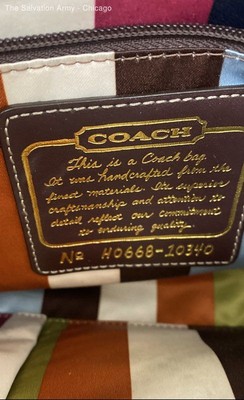 The Salvation Army - Chicago
COACH
This is a Coach bag.
It was handcrafted from the
finest materials. Its superior
craftsmanship and attention to
detail reflect our commitment
to enduring quality.
No H0668-10340